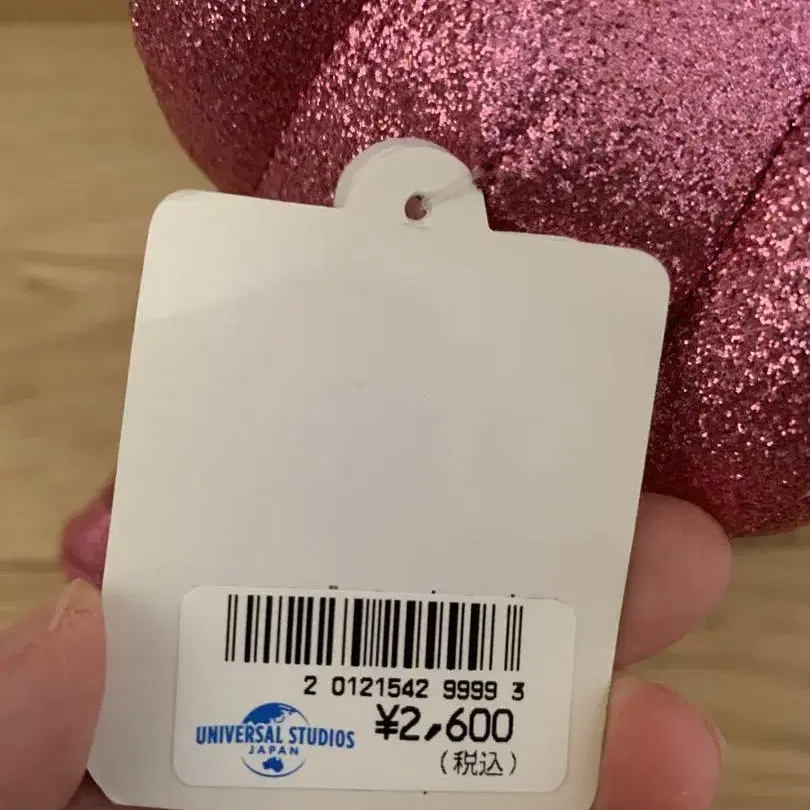 2 0121542 9999 3
¥2,600
(税込)
UNIVERSAL STUDIOS
JAPAN